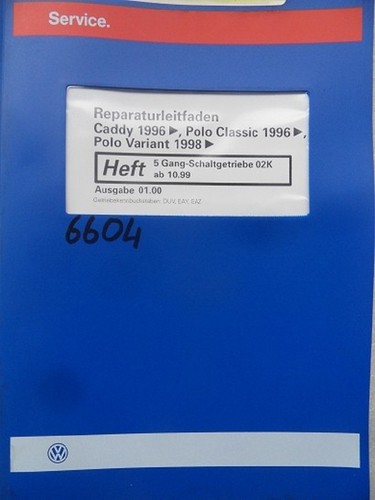 Service.
Reparaturleitfaden
Caddy 1996 ►, Polo Classic 1996 ►,
Polo Variant 1998 ►
Heft 5 Gang-Schaltgetriebe 02K
ab 10.99
Ausgabe 01.00
Getriebekennbuchstaben: DUV, EAY, EAZ
6604